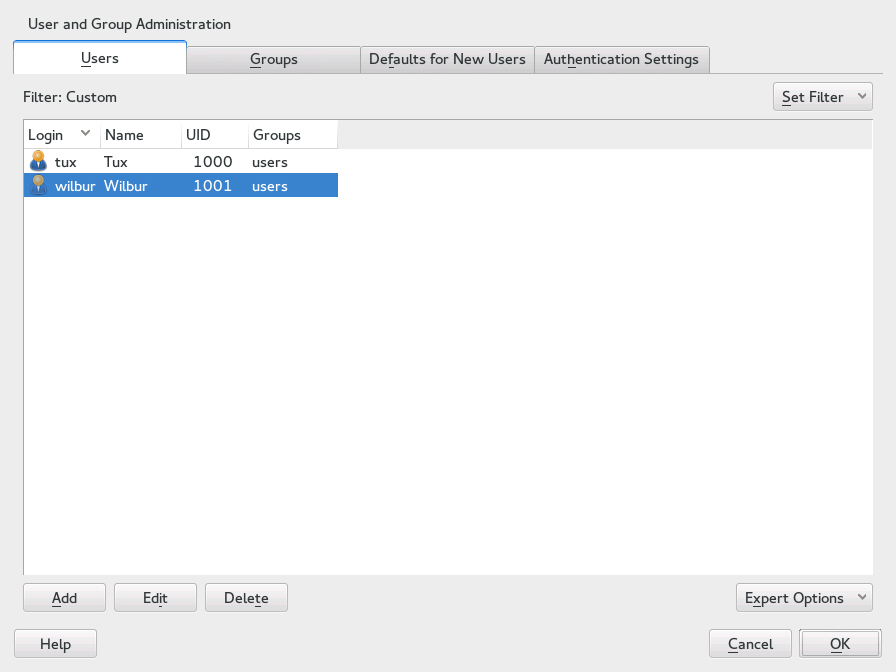 User and Group Administration
Users Groups Defaults for New Users Authentication Settings
Filter: Custom Set Filter
Login Name UID Groups
tux Tux 1000 users
wilbur Wilbur 1001 users
Add Edit Delete Expert Options
Help Cancel OK